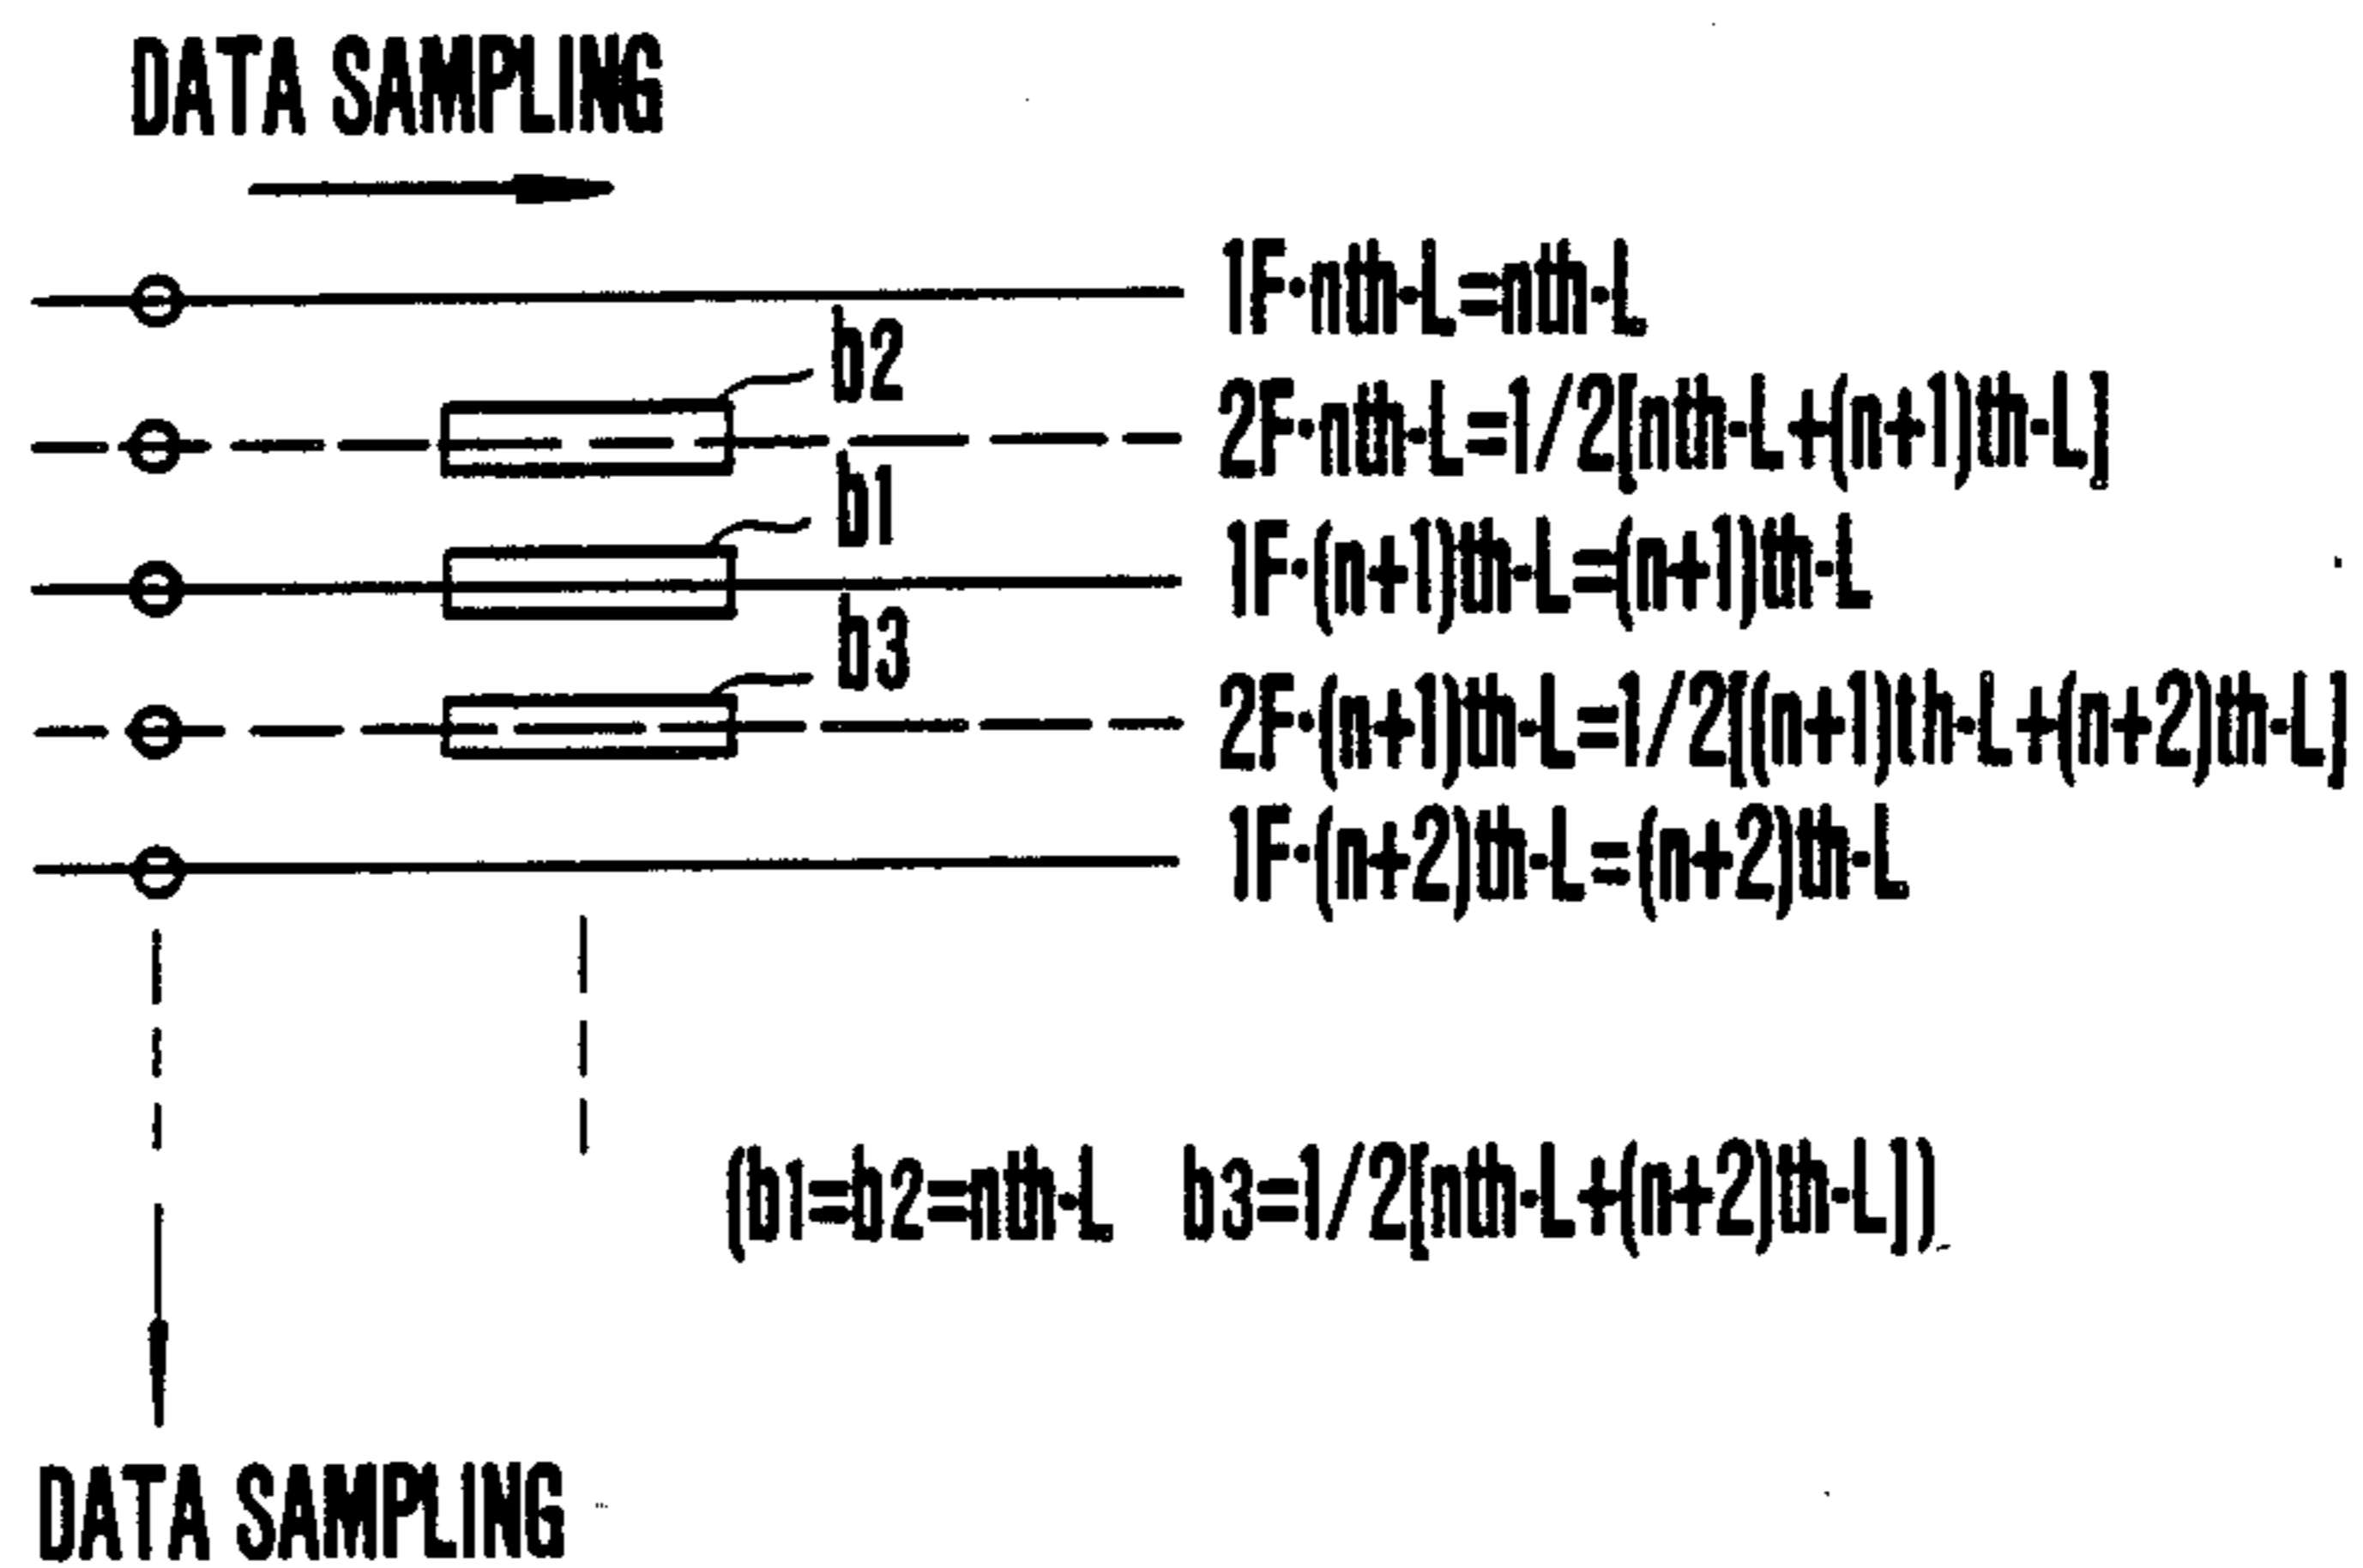 DATA SAMPLING
1F·nth·L=nth·L
b2
2F·nth·L=1/2[nth·L+(n+1)th·L]
b1
1F·(n+1)th·L=(n+1)th·L
b3
2F·(n+1)th·L=1/2[(n+1)th·L+(n+2)th·L]
1F·(n+2)th·L=(n+2)th·L
(b1=b2=nth·L b3=1/2[nth·L+(n+2)th·L])
DATA SAMPLING